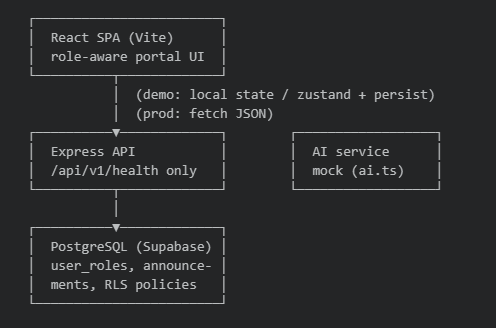 React SPA (Vite)
role-aware portal UI
(demo: local state / zustand + persist)
(prod: fetch JSON)
Express API
/api/v1/health only
AI service
mock (ai.ts)
PostgreSQL (Supabase)
user_roles, announce-
ments, RLS policies